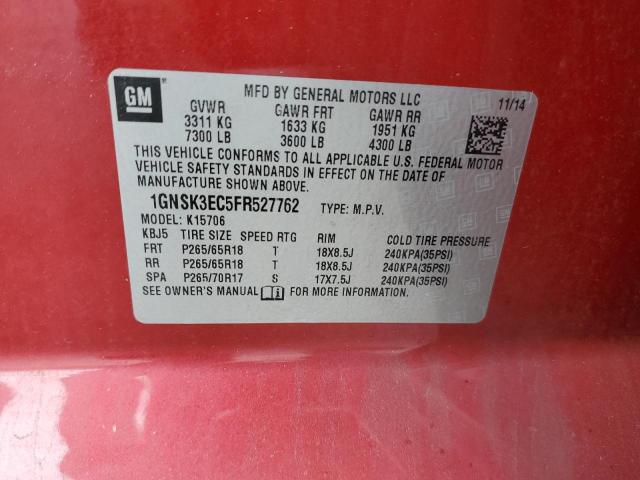 GM
MFD BY GENERAL MOTORS LLC
11/14
GVWR GAWR FRT GAWR RR
3311 KG 1633 KG 1951 KG
7300 LB 3600 LB 4300 LB
THIS VEHICLE CONFORMS TO ALL APPLICABLE U.S. FEDERAL MOTOR
VEHICLE SAFETY STANDARDS IN EFFECT ON THE DATE OF
MANUFACTURE SHOWN ABOVE.
1GNSK3EC5FR527762 TYPE: M.P.V.
MODEL: K15706
KBJ5 TIRE SIZE SPEED RTG RIM COLD TIRE PRESSURE
FRT P265/65R18 T 18X8.5J 240KPA(35PSI)
RR P265/65R18 T 18X8.5J 240KPA(35PSI)
SPA P265/70R17 S 17X7.5J 240KPA(35PSI)
SEE OWNER'S MANUAL FOR MORE INFORMATION.